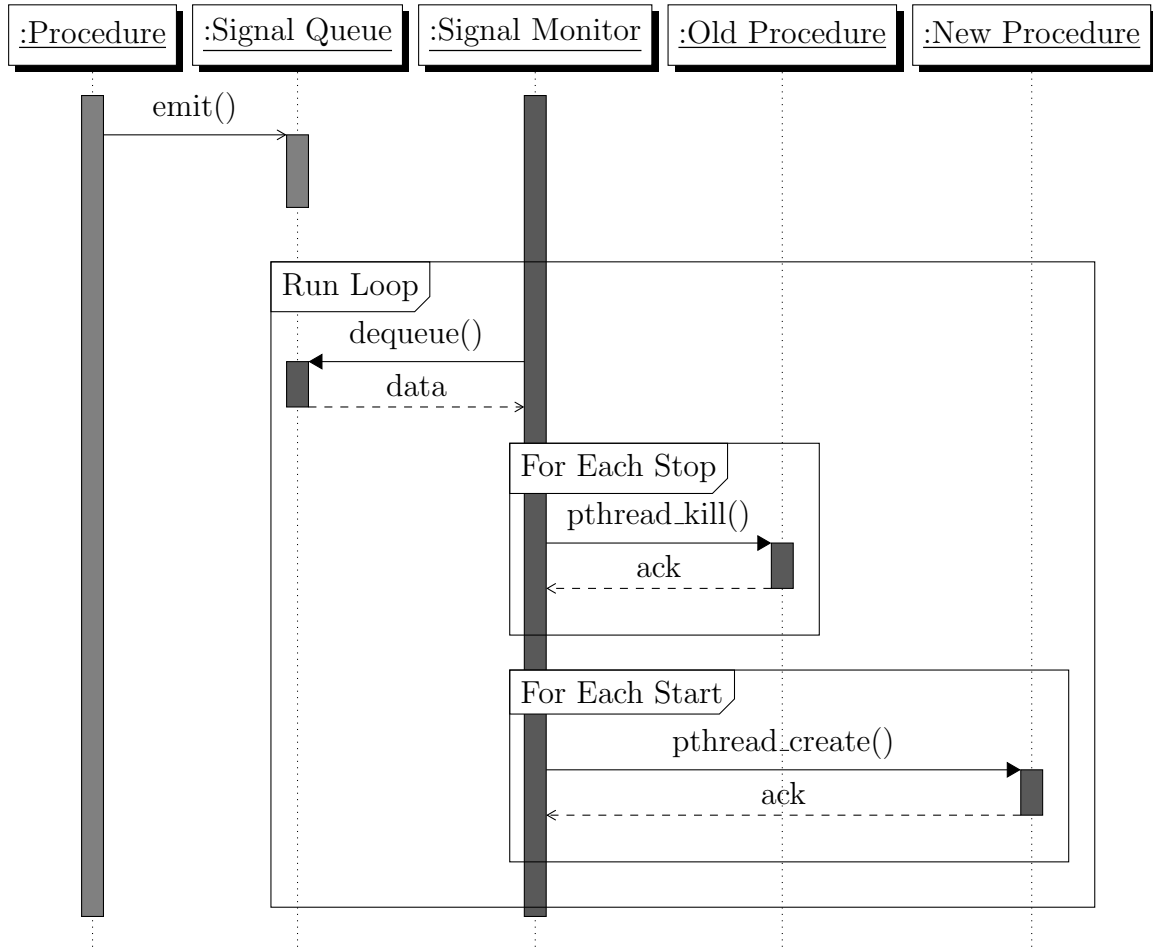 :Procedure
:Signal Queue
:Signal Monitor
:Old Procedure
:New Procedure
emit()
Run Loop
dequeue()
data
For Each Stop
pthread_kill()
ack
For Each Start
pthread_create()
ack